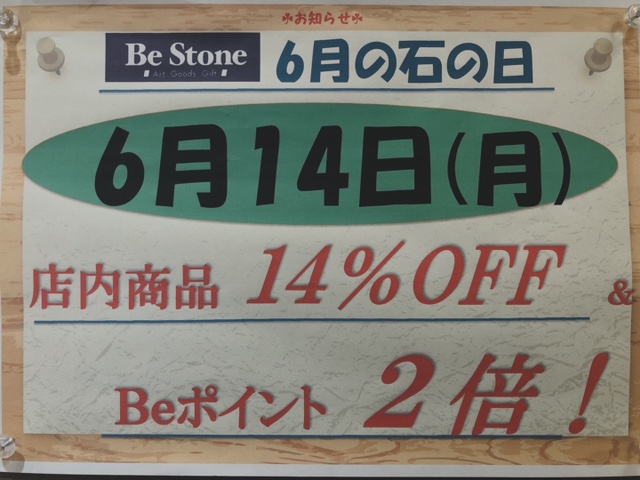 お知らせ
Be Stone
Art Goods Gift
6月の石の日
6月14日(月)
店内商品 14%OFF &
Beポイント 2倍!